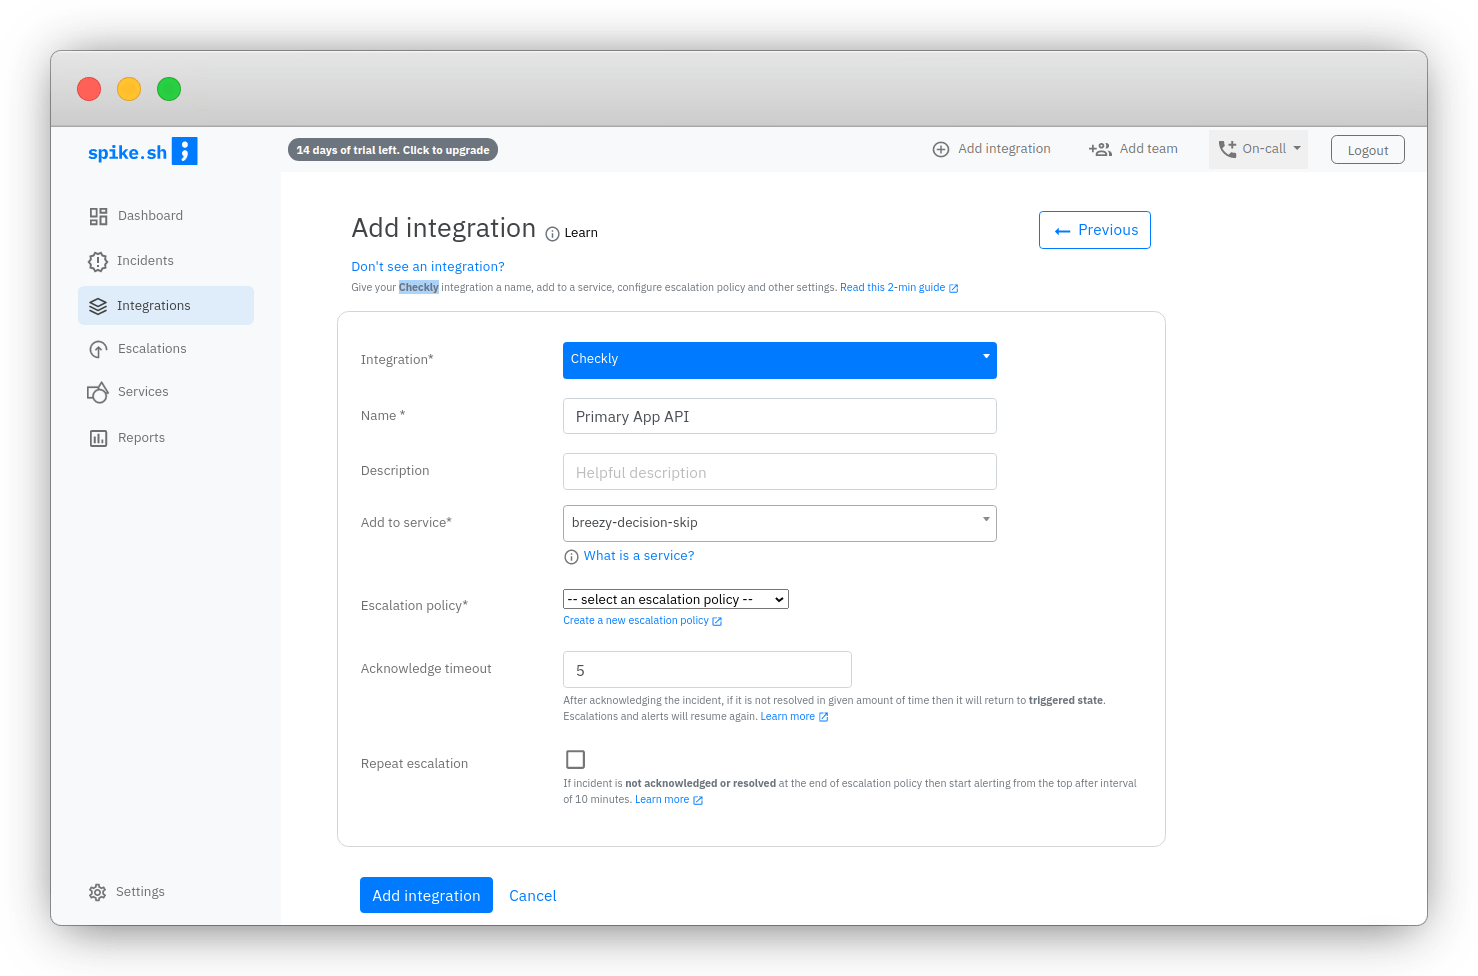 spike.sh
14 days of trial left. Click to upgrade
Add integration
Add team
On-call
Logout
Dashboard
Incidents
Integrations
Escalations
Services
Reports
Settings
Add integration
Learn
Previous
Don't see an integration?
Give your Checkly integration a name, add to a service, configure escalation policy and other settings. Read this 2-min guide
Integration*
Checkly
Name *
Primary App API
Description
Helpful description
Add to service*
breezy-decision-skip
What is a service?
Escalation policy*
-- select an escalation policy --
Create a new escalation policy
Acknowledge timeout
5
After acknowledging the incident, if it is not resolved in given amount of time then it will return to triggered state.
Escalations and alerts will resume again. Learn more
Repeat escalation
If incident is not acknowledged or resolved at the end of escalation policy then start alerting from the top after interval
of 10 minutes. Learn more
Add integration
Cancel